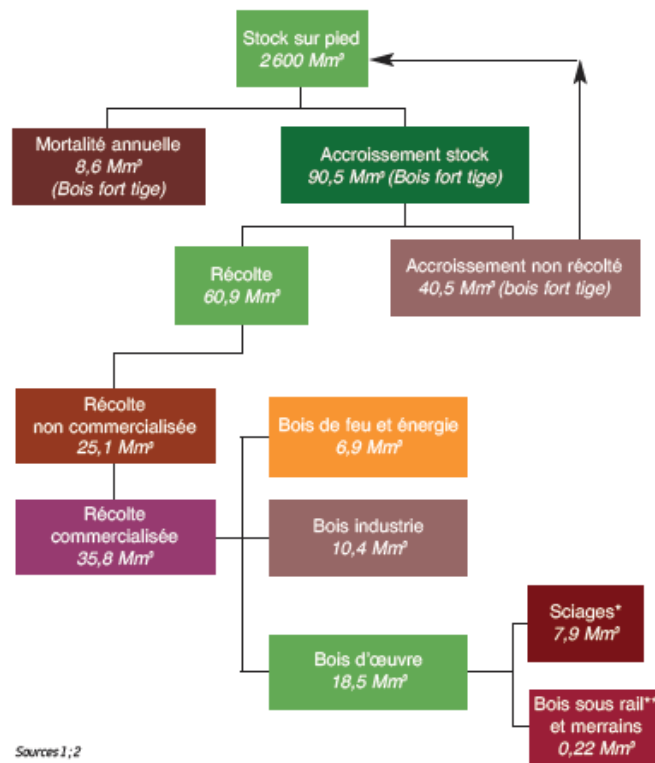 Stock sur pied
2600 Mm³
Mortalité annuelle
8,6 Mm³
(Bois fort tige)
Accroissement stock
90,5 Mm³ (Bois fort tige)
Récolte
60,9 Mm³
Accroissement non récolté
40,5 Mm³ (bois fort tige)
Récolte
non commercialisée
25,1 Mm³
Bois de feu et énergie
6,9 Mm³
Récolte
commercialisée
35,8 Mm³
Bois industrie
10,4 Mm³
Sciages*
7,9 Mm³
Bois d'œuvre
18,5 Mm³
Bois sous rail**
et merrains
0,22 Mm³
Sources 1 ; 2